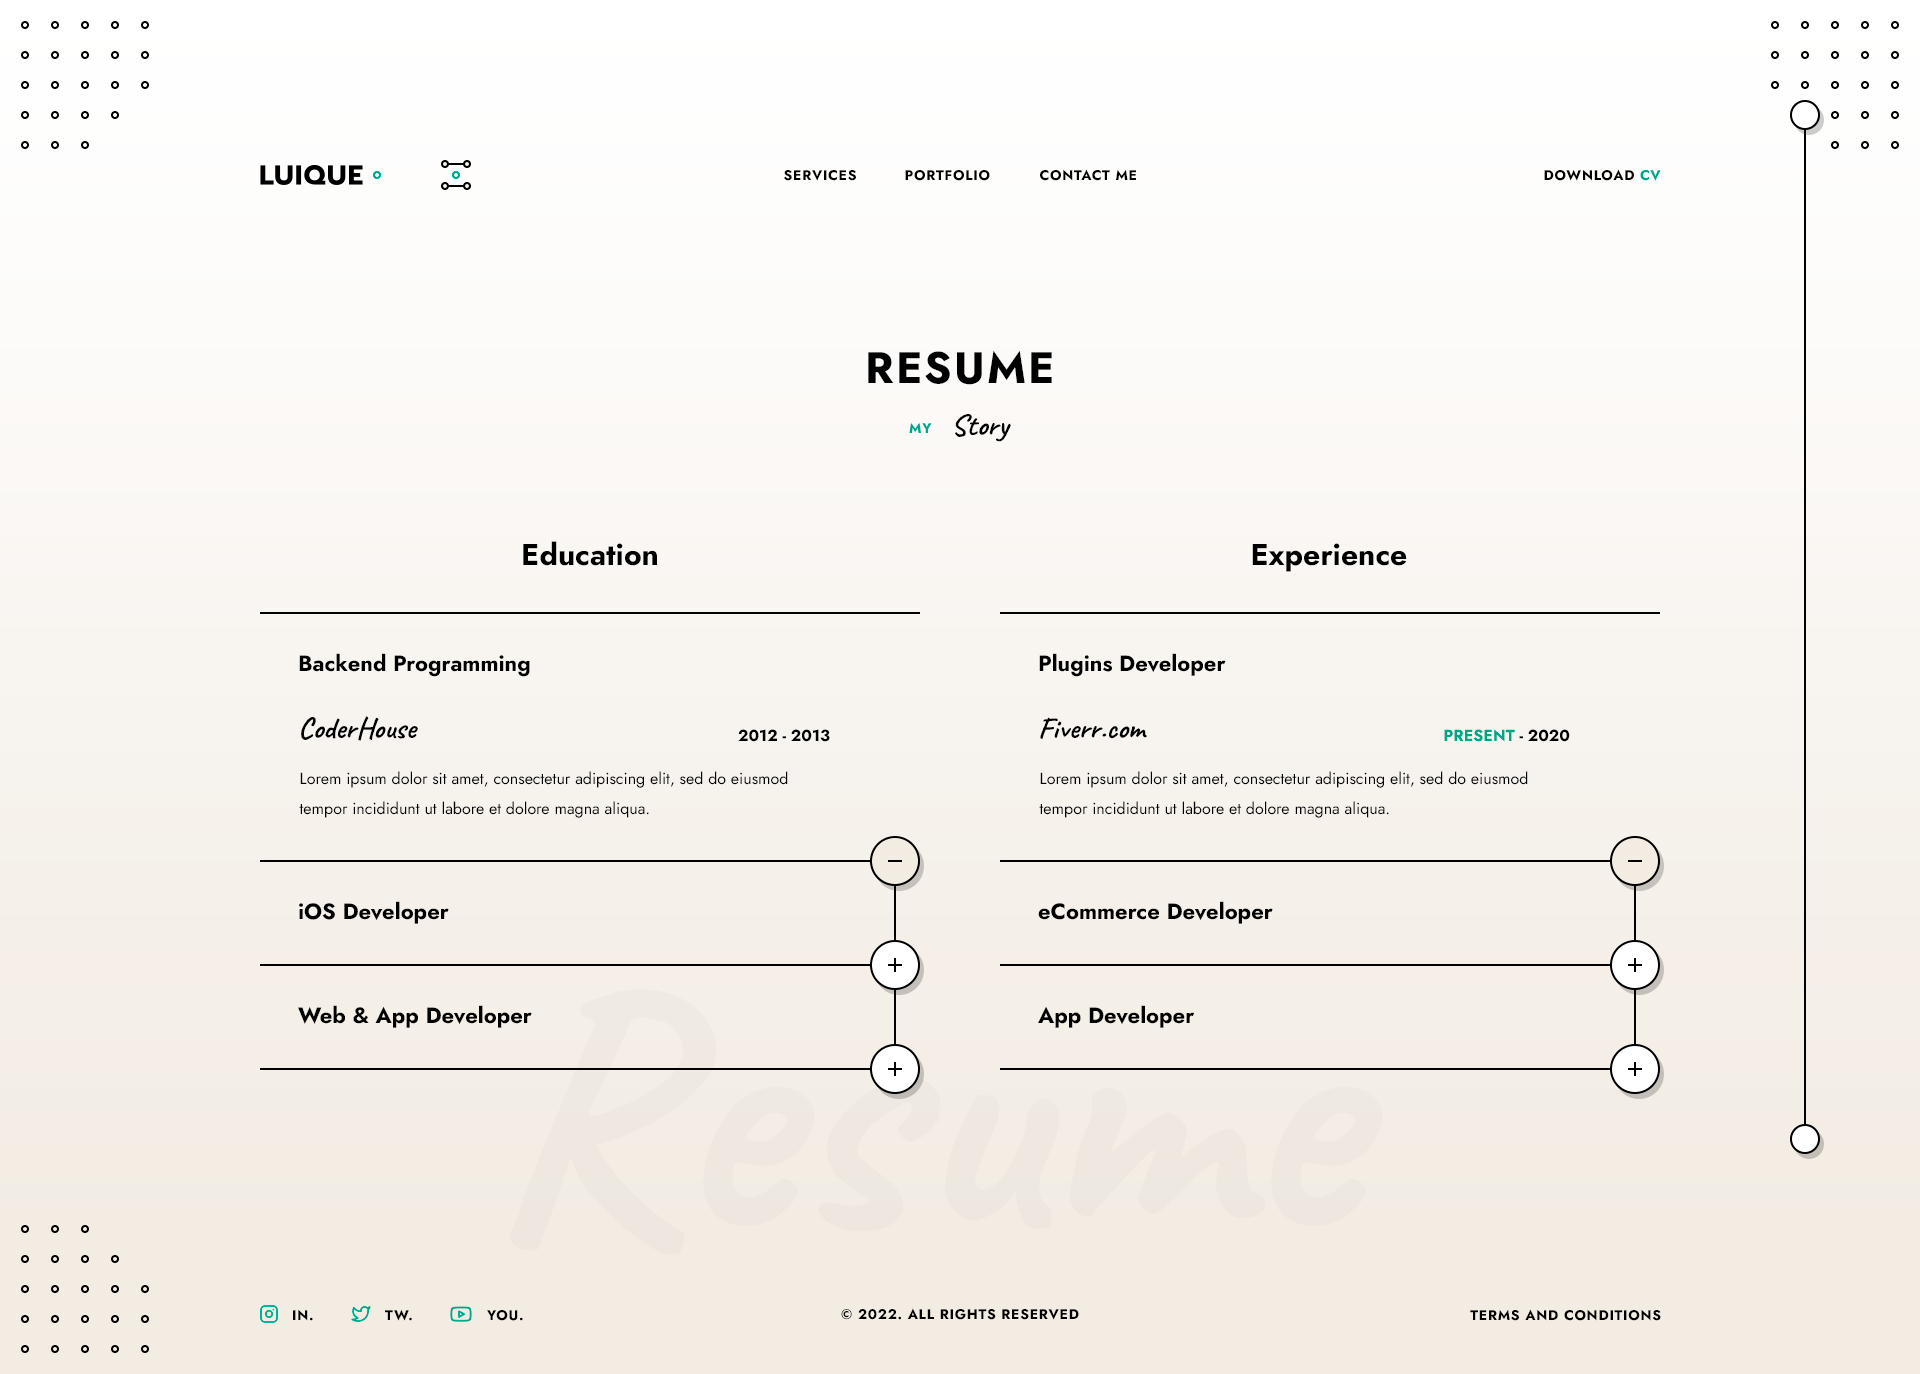 LUIQUE
SERVICES PORTFOLIO CONTACT ME
DOWNLOAD CV
RESUME
MY Story
Education
Backend Programming
CoderHouse 2012 - 2013
Lorem ipsum dolor sit amet, consectetur adipiscing elit, sed do eiusmod
tempor incididunt ut labore et dolore magna aliqua.
iOS Developer
Web & App Developer
Experience
Plugins Developer
Fiverr.com PRESENT - 2020
Lorem ipsum dolor sit amet, consectetur adipiscing elit, sed do eiusmod
tempor incididunt ut labore et dolore magna aliqua.
eCommerce Developer
App Developer
Resume
IN. TW. YOU.
© 2022. ALL RIGHTS RESERVED
TERMS AND CONDITIONS